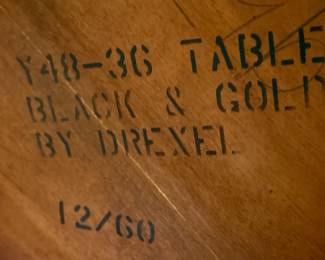 Y48-36 TABLE
BLACK & GOLD
BY DREXEL
12/60